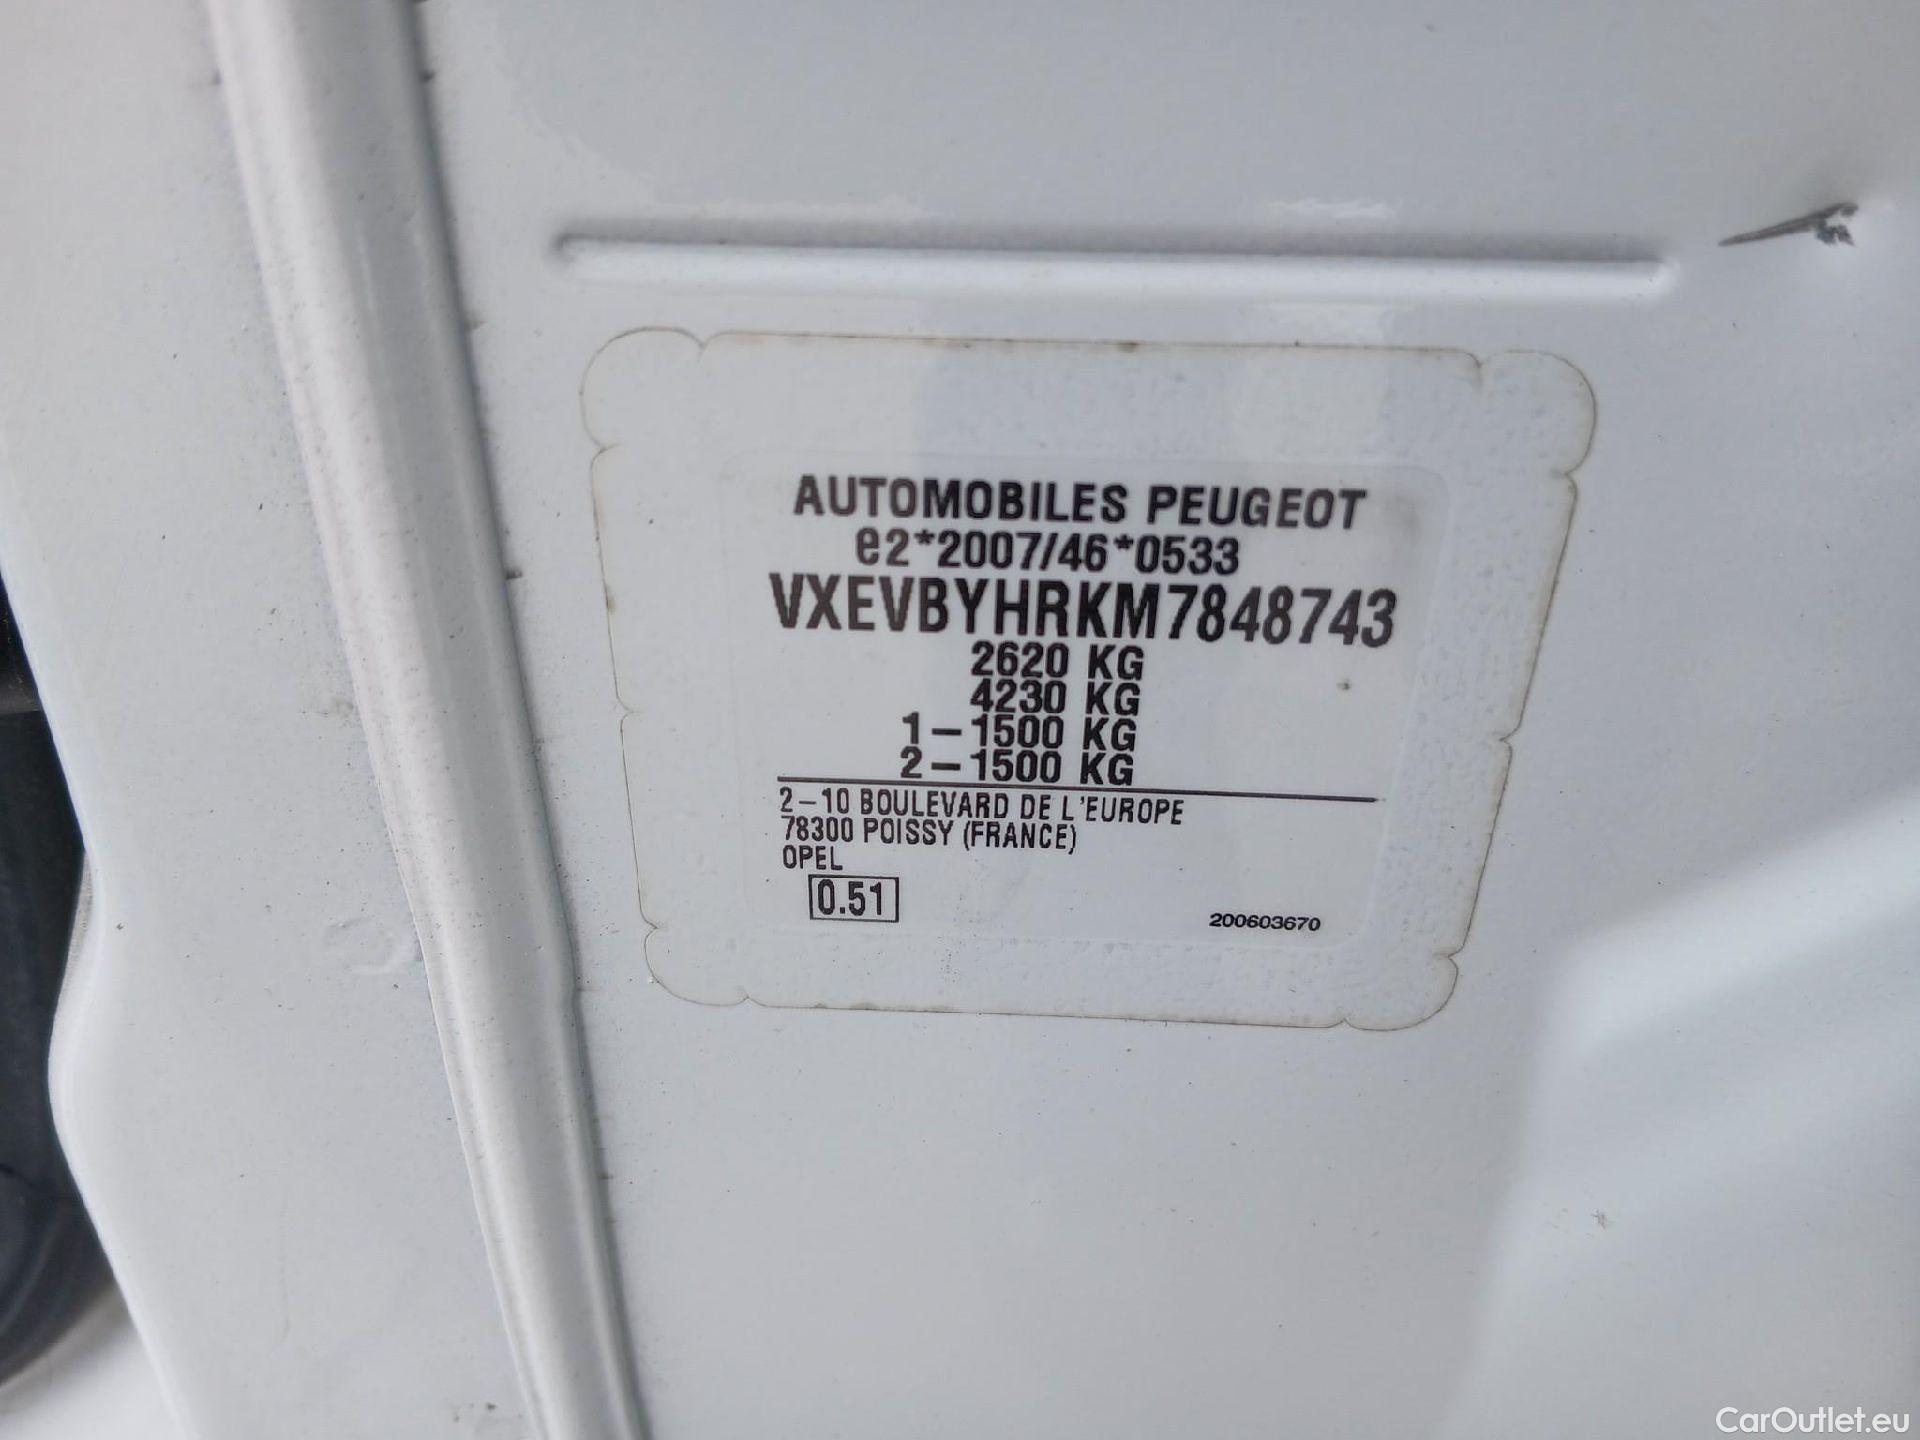 AUTOMOBILES PEUGEOT
e2*2007/46*0533
VXEVBYHRKM7848743
2620 KG
4230 KG
1-1500 KG
2-1500 KG
2-10 BOULEVARD DE L'EUROPE
78300 POISSY (FRANCE)
OPEL
0.51
200603670
CarOutlet.eu